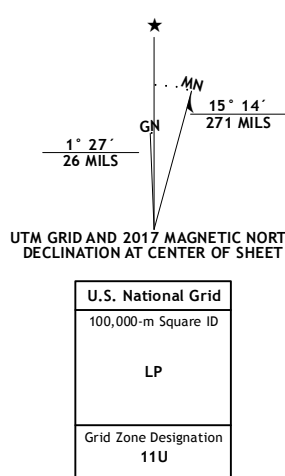 ★
MN
15° 14´
271 MILS
GN
1° 27´
26 MILS
UTM GRID AND 2017 MAGNETIC NORT
DECLINATION AT CENTER OF SHEET
U.S. National Grid
100,000-m Square ID
LP
Grid Zone Designation
11U